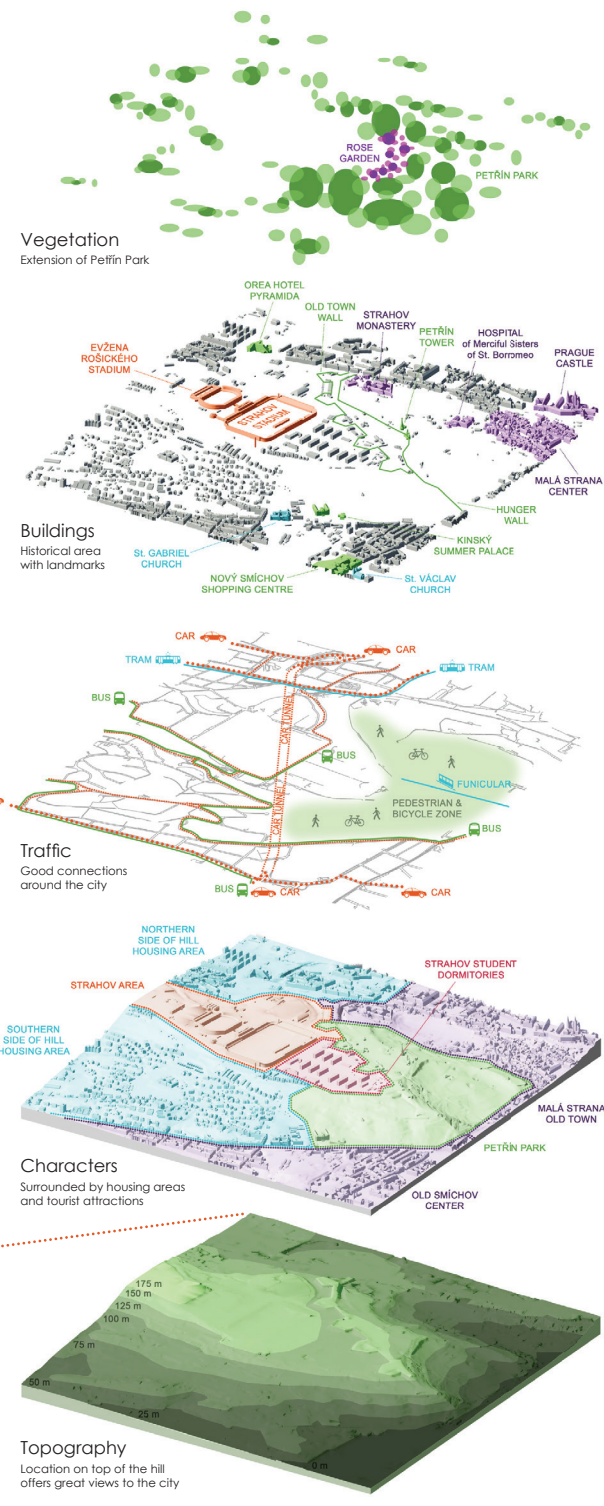 ROSE
GARDEN
PETŘÍN PARK
Vegetation
Extension of Petřín Park
OREA HOTEL
PYRAMIDA
OLD TOWN
WALL
STRAHOV
MONASTERY
PETŘÍN
TOWER
HOSPITAL
of Merciful Sisters
of St. Borromeo
PRAGUE
CASTLE
EVŽENA
ROŠICKÉHO
STADIUM
STRAHOV
STADIUM
MALÁ STRANA
CENTER
HUNGER
WALL
Buildings
Historical area
with landmarks
St. GABRIEL
CHURCH
KINSKÝ
SUMMER PALACE
NOVÝ SMÍCHOV
SHOPPING CENTRE
St. VÁCLAV
CHURCH
CAR
CAR
TRAM
TRAM
BUS
CAR TUNNEL
BUS
FUNICULAR
CAR TUNNEL
PEDESTRIAN &
BICYCLE ZONE
BUS
Traffic
Good connections
around the city
BUS
CAR
CAR
NORTHERN
SIDE OF HILL
HOUSING AREA
STRAHOV STUDENT
DORMITORIES
STRAHOV AREA
SOUTHERN
SIDE OF HILL
HOUSING AREA
MALÁ STRANA
OLD TOWN
PETŘÍN PARK
Characters
Surrounded by housing areas
and tourist attractions
OLD SMÍCHOV
CENTER
175 m
150 m
125 m
100 m
75 m
50 m
25 m
0 m
Topography
Location on top of the hill
offers great views to the city